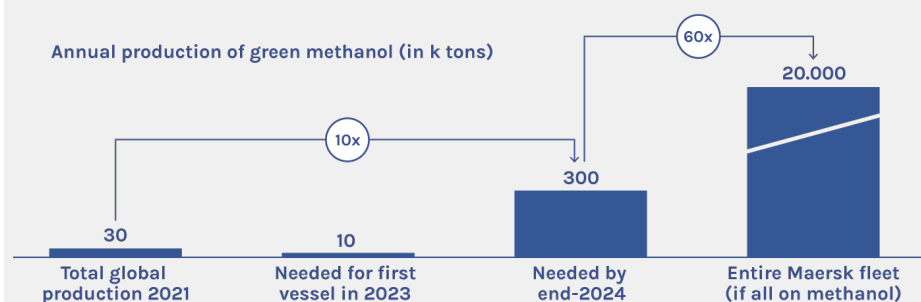 Annual production of green methanol (in k tons)
60x
20.000
10x
300
30
10
Total global
production 2021
Needed for first
vessel in 2023
Needed by
end-2024
Entire Maersk fleet
(if all on methanol)